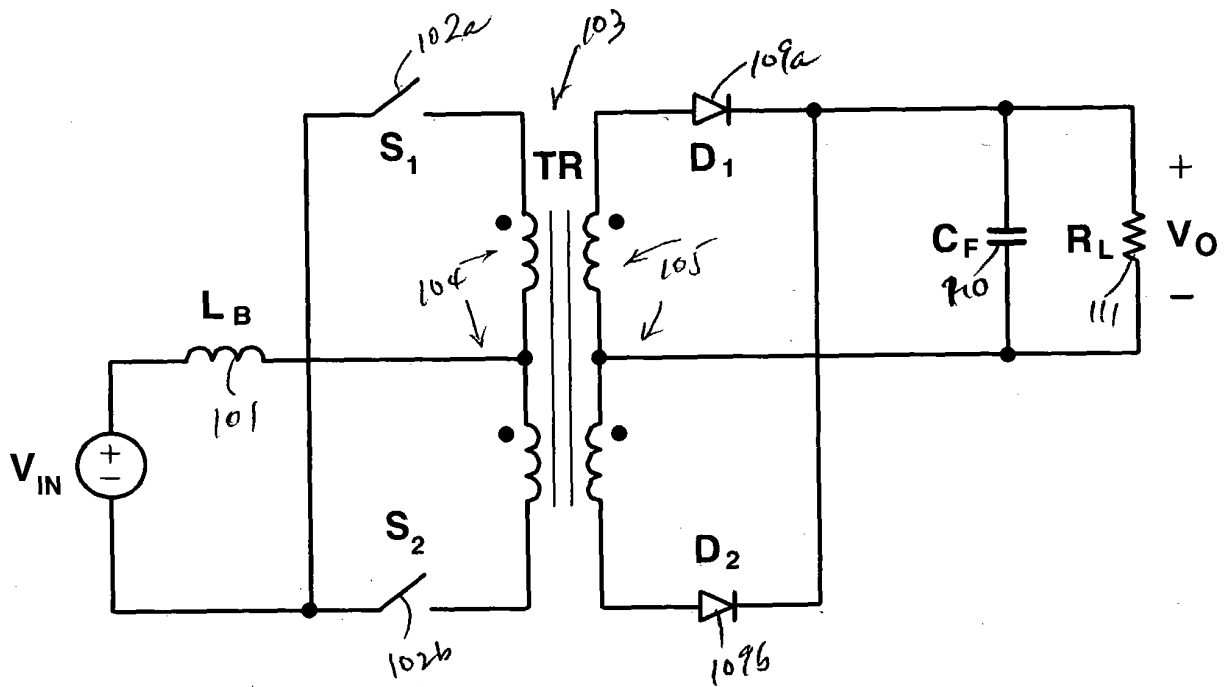 102a
103
109a
S1
TR
D1
+
CF
RL
VO
104
105
110
111
−
LB
101
VIN
+
−
S2
D2
102b
109b